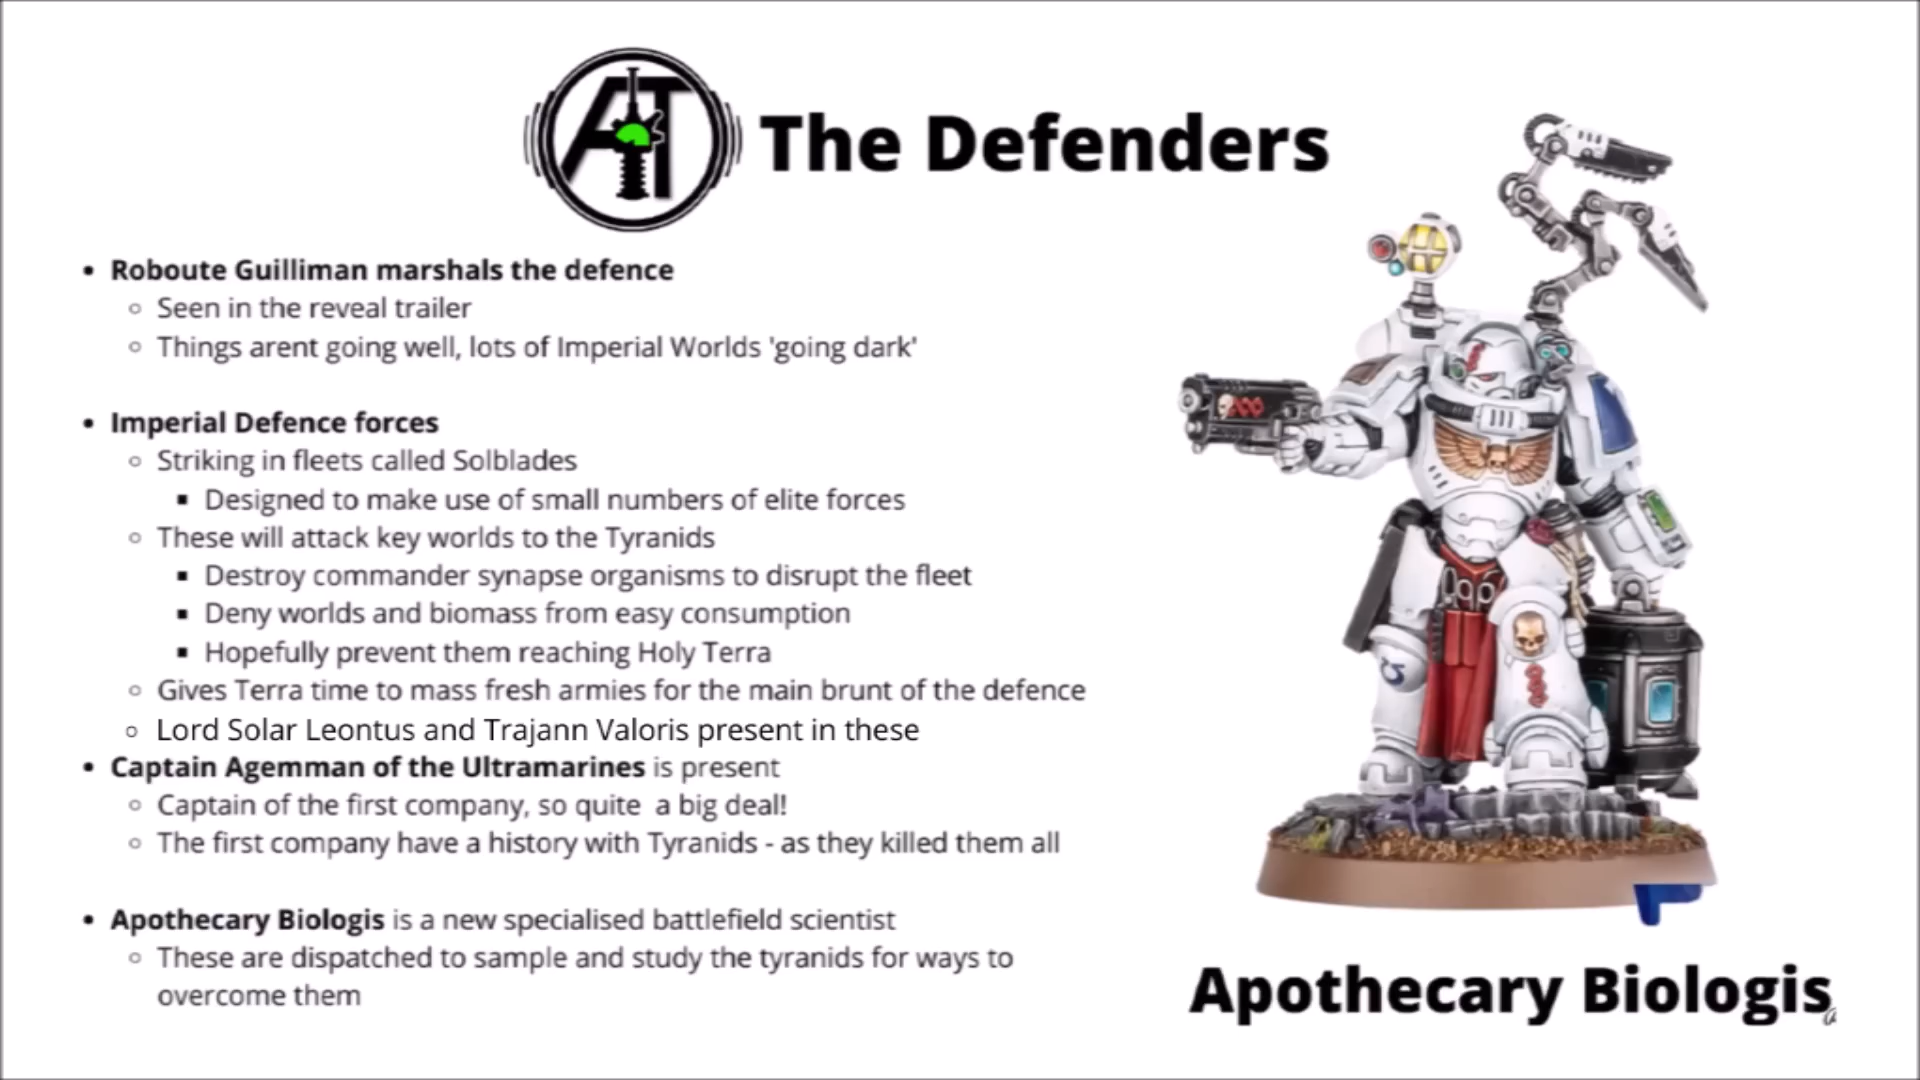 AT The Defenders
Roboute Guilliman marshals the defence
Seen in the reveal trailer
Things arent going well, lots of Imperial Worlds 'going dark'
Imperial Defence forces
Striking in fleets called Solblades
Designed to make use of small numbers of elite forces
These will attack key worlds to the Tyranids
Destroy commander synapse organisms to disrupt the fleet
Deny worlds and biomass from easy consumption
Hopefully prevent them reaching Holy Terra
Gives Terra time to mass fresh armies for the main brunt of the defence
Lord Solar Leontus and Trajann Valoris present in these
Captain Agemman of the Ultramarines is present
Captain of the first company, so quite  a big deal!
The first company have a history with Tyranids - as they killed them all
Apothecary Biologis is a new specialised battlefield scientist
These are dispatched to sample and study the tyranids for ways to
overcome them
Apothecary Biologis